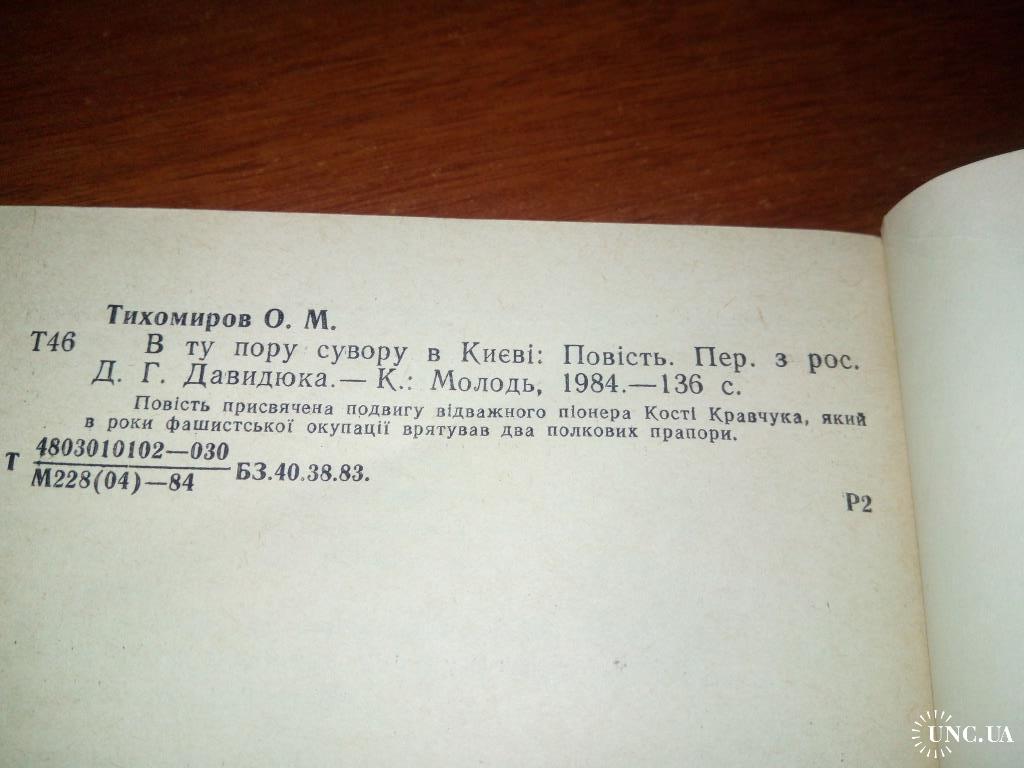 Тихомиров О. М.
Т46 В ту пору сувору в Києві: Повість. Пер. з рос.
Д. Г. Давидюка.— К.: Молодь, 1984.—136 с.
Повість присвячена подвигу відважного піонера Кості Кравчука, який
в роки фашистської окупації врятував два полкових прапори.
Т 4803010102—030
М228(04)—84 БЗ.40.38.83.
Р2
UNC.UA